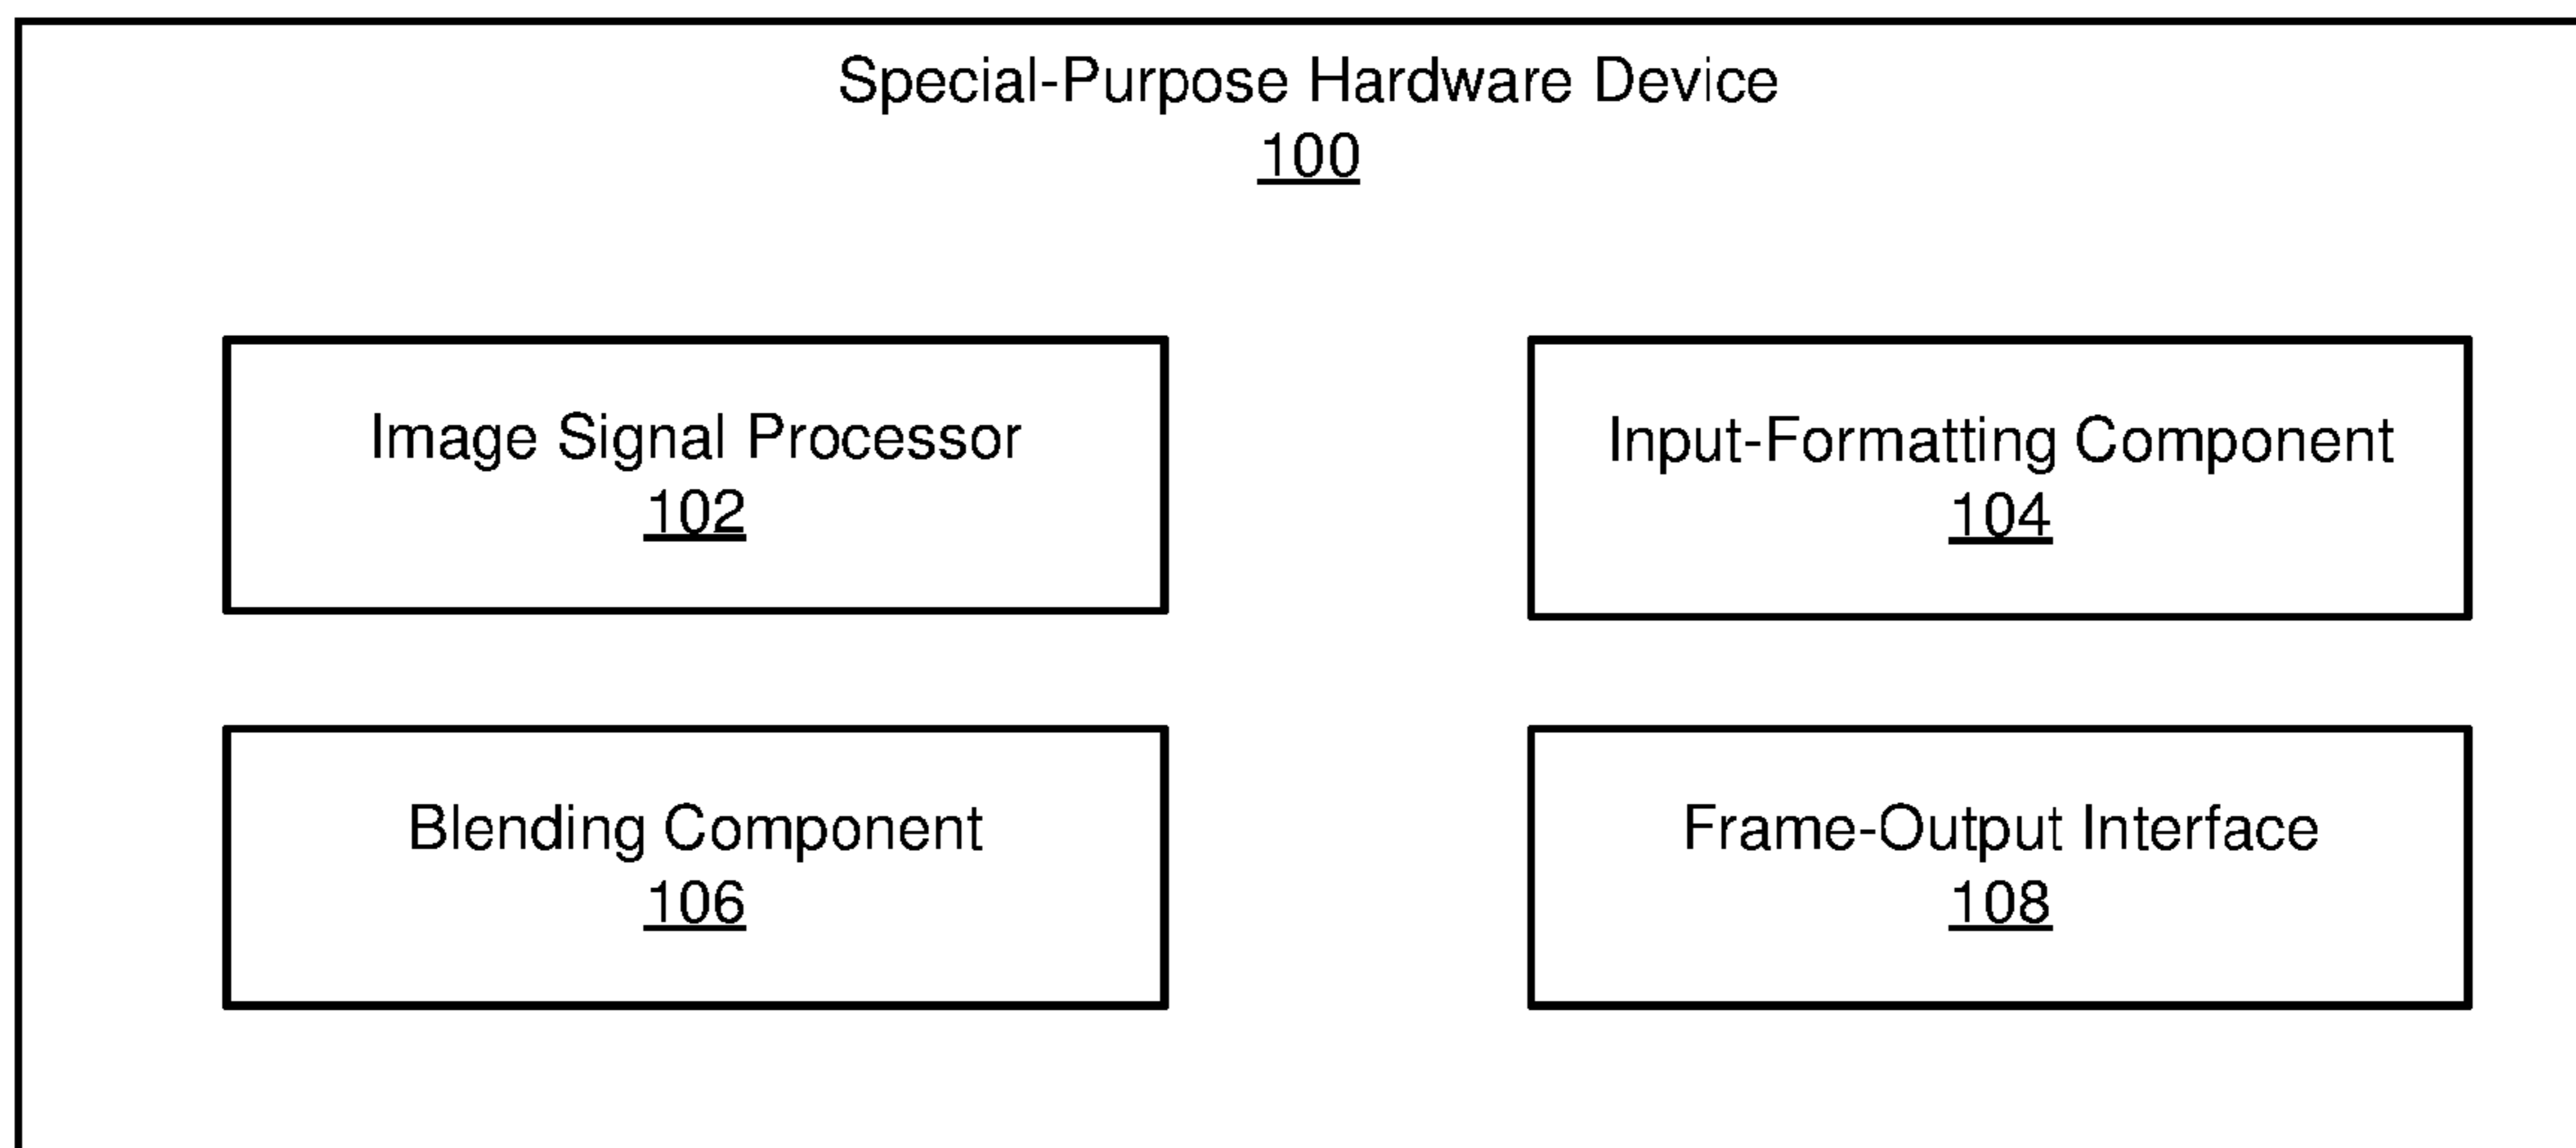 Special-Purpose Hardware Device
100
Image Signal Processor
102
Input-Formatting Component
104
Blending Component
106
Frame-Output Interface
108